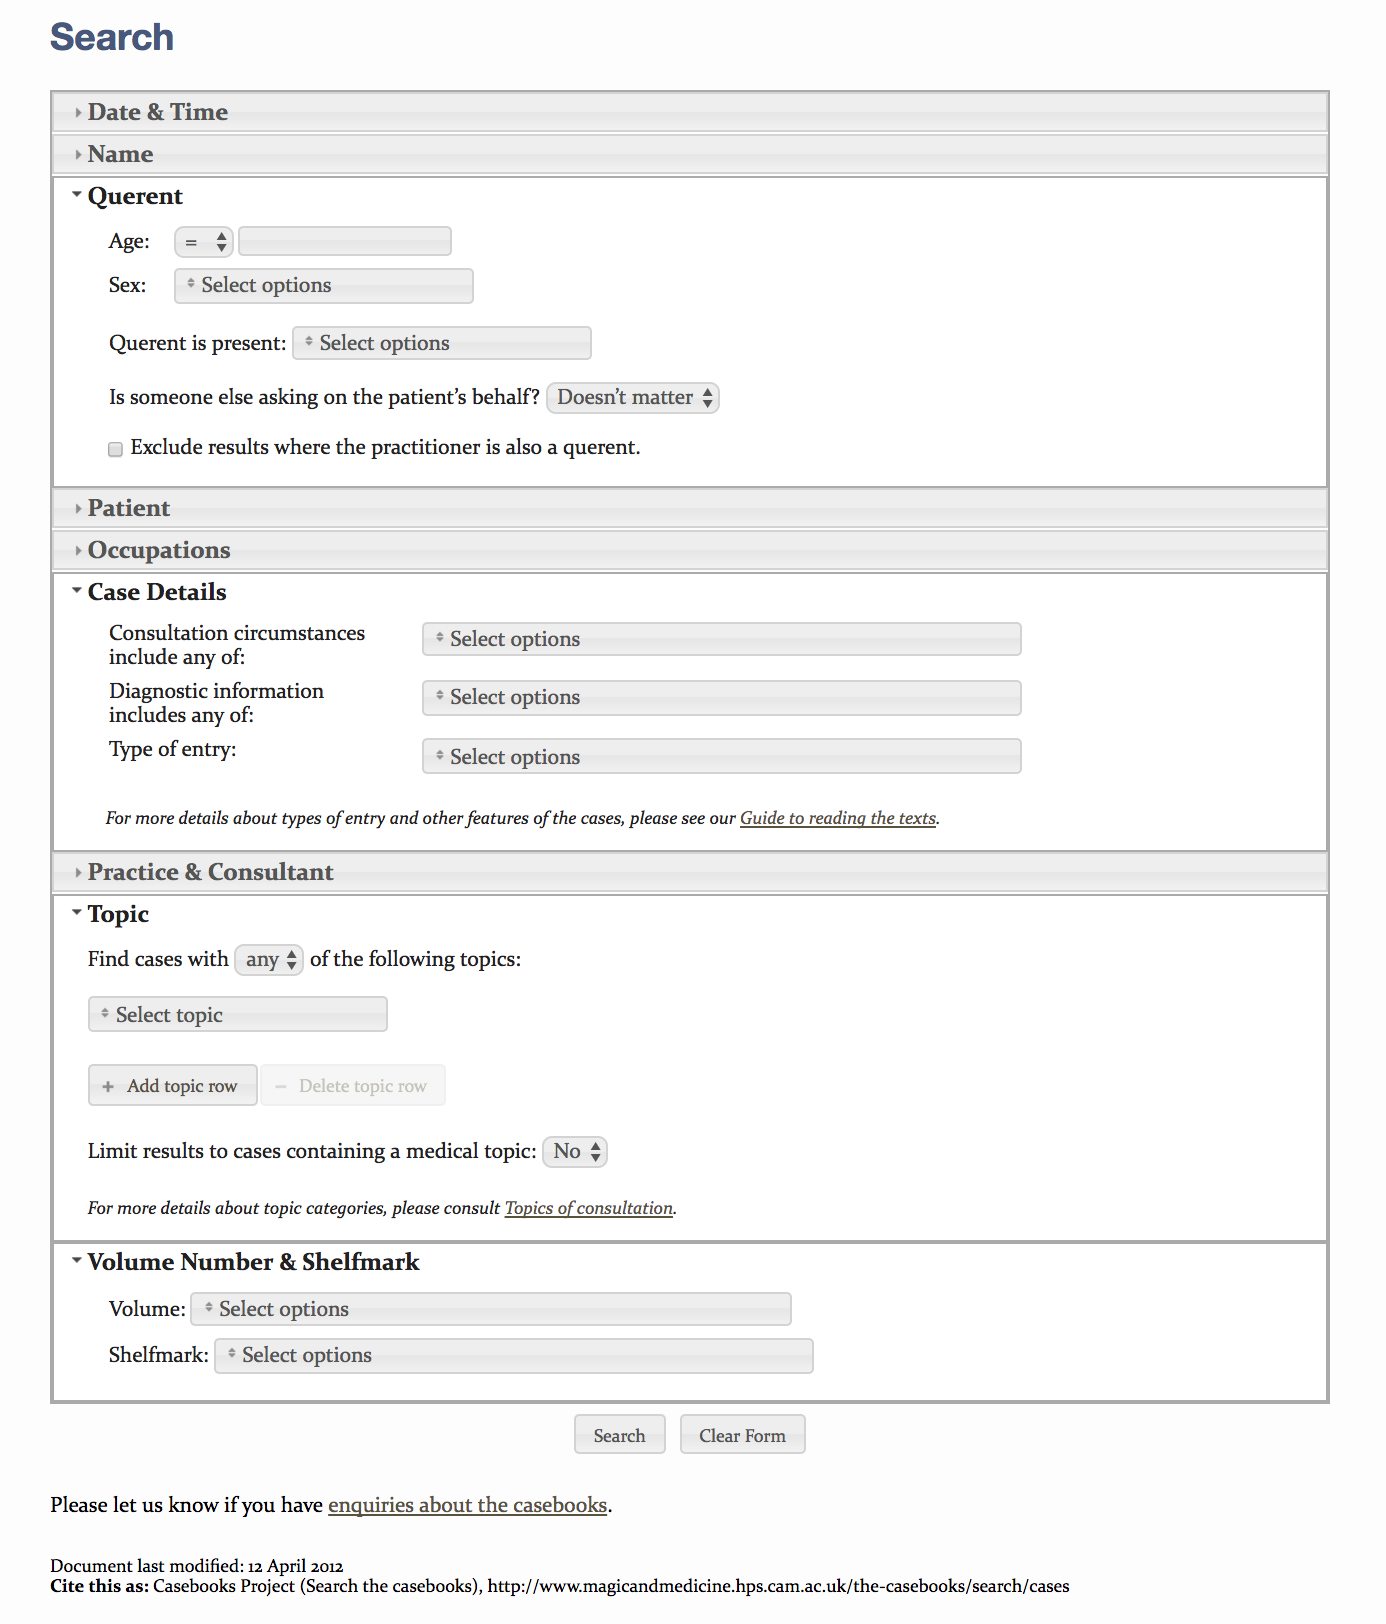 Search
Date & Time
Name
Querent
Age: =
Sex: Select options
Querent is present: Select options
Is someone else asking on the patient’s behalf? Doesn’t matter
Exclude results where the practitioner is also a querent.
Patient
Occupations
Case Details
Consultation circumstances
include any of:
Select options
Diagnostic information
includes any of:
Select options
Type of entry: Select options
For more details about types of entry and other features of the cases, please see our Guide to reading the texts.
Practice & Consultant
Topic
Find cases with any of the following topics:
Select topic
+ Add topic row − Delete topic row
Limit results to cases containing a medical topic: No
For more details about topic categories, please consult Topics of consultation.
Volume Number & Shelfmark
Volume: Select options
Shelfmark: Select options
Search Clear Form
Please let us know if you have enquiries about the casebooks.
Document last modified: 12 April 2012
Cite this as: Casebooks Project (Search the casebooks), http://www.magicandmedicine.hps.cam.ac.uk/the-casebooks/search/cases